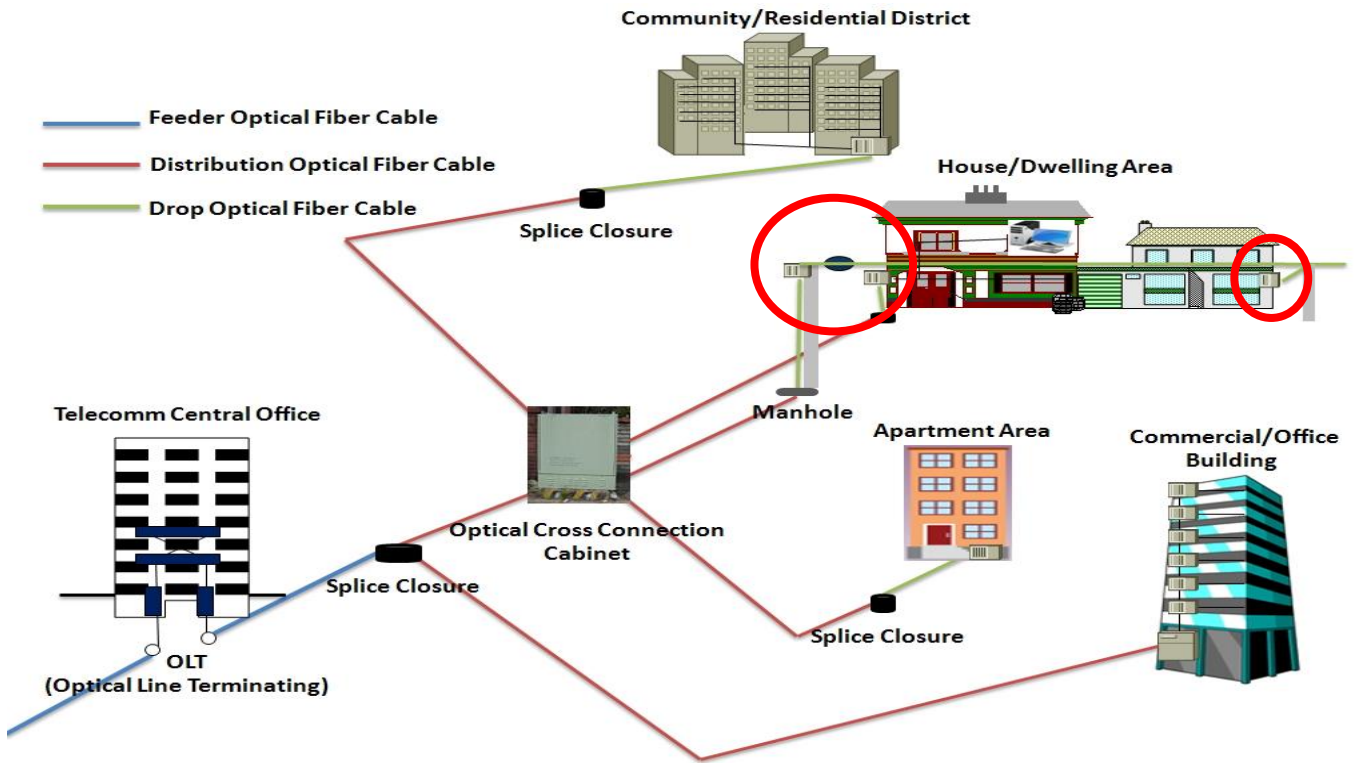 Community/Residential District
Feeder Optical Fiber Cable
Distribution Optical Fiber Cable
Drop Optical Fiber Cable
House/Dwelling Area
Splice Closure
Manhole
Telecomm Central Office
Apartment Area
Commercial/Office
Building
Optical Cross Connection
Cabinet
Splice Closure
Splice Closure
OLT
(Optical Line Terminating)